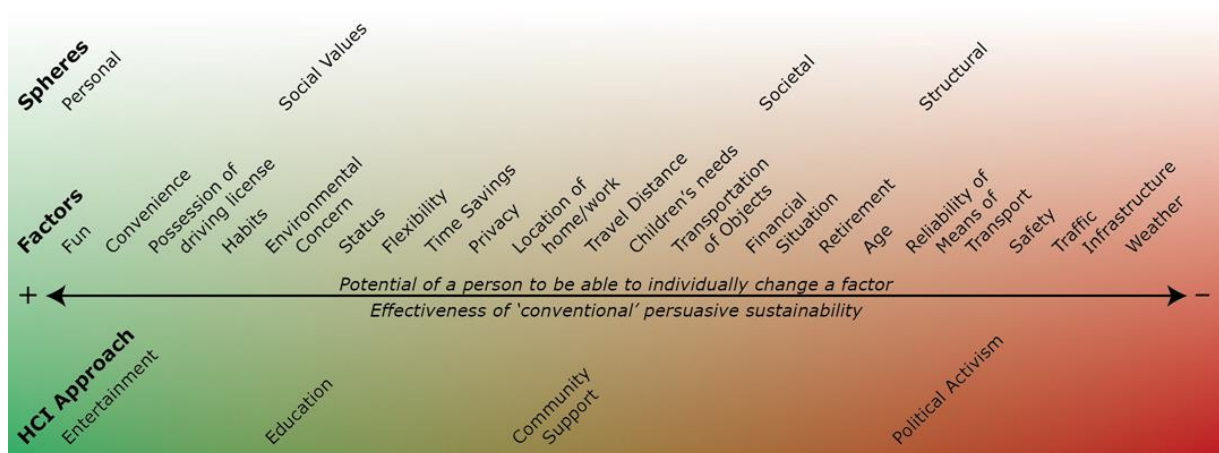 Spheres
Personal
Social Values
Societal
Structural
Factors
Fun
Convenience
Possession of
driving license
Habits
Environmental
Concern
Status
Flexibility
Time Savings
Privacy
Location of
home/work
Travel Distance
Children's needs
Transportation
of Objects
Financial
Situation
Retirement
Age
Reliability of
Means of
Transport
Safety
Traffic
Infrastructure
Weather
+
Potential of a person to be able to individually change a factor
–
Effectiveness of ‘conventional’ persuasive sustainability
HCI Approach
Entertainment
Education
Community
Support
Political Activism